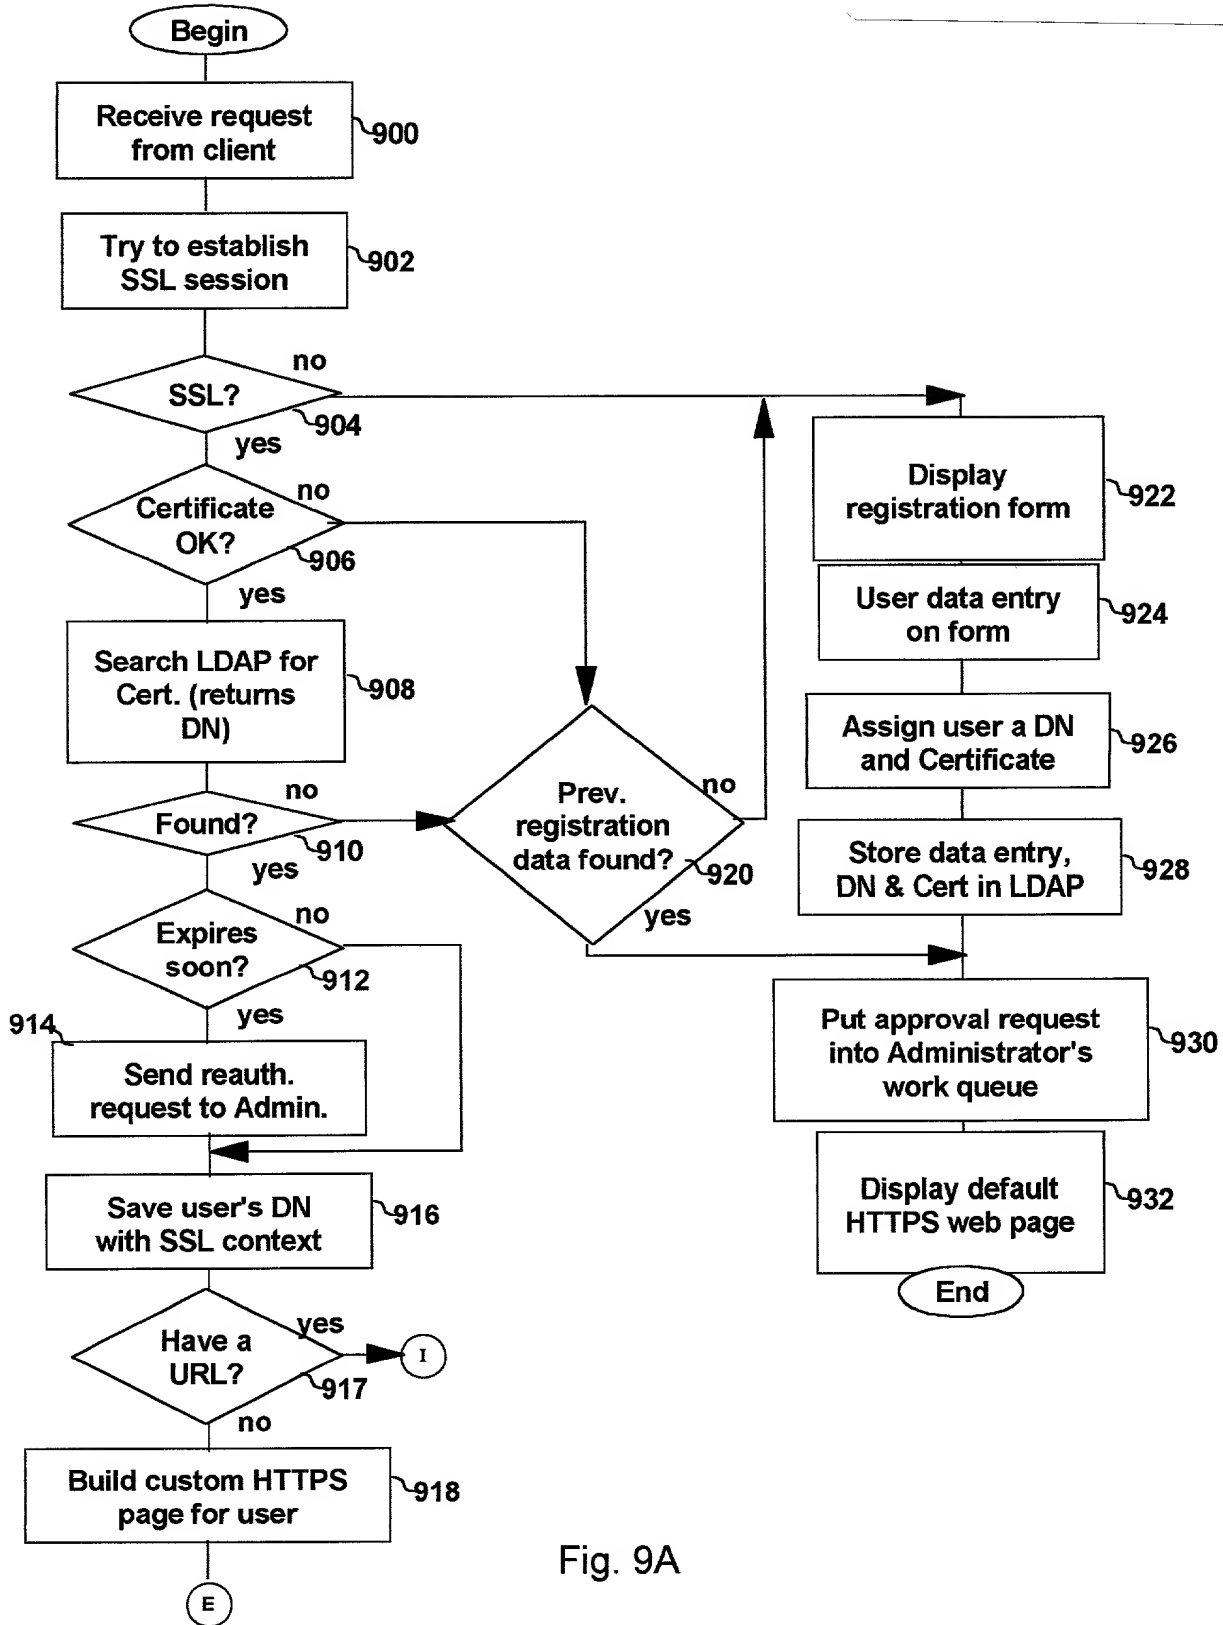 Begin
Receive request
from client
900
Try to establish
SSL session
902
no
SSL?
904
yes
no
Certificate
OK?
906
yes
Search LDAP for
Cert. (returns
DN)
908
no
Found?
910
yes
no
Expires
soon?
912
yes
914
Send reauth.
request to Admin.
Save user's DN
with SSL context
916
yes
Have a
URL?
917
I
no
Build custom HTTPS
page for user
918
E
no
Prev.
registration
data found?
920
yes
Display
registration form
922
User data entry
on form
924
Assign user a DN
and Certificate
926
Store data entry,
DN & Cert in LDAP
928
Put approval request
into Administrator's
work queue
930
Display default
HTTPS web page
932
End
Fig. 9A